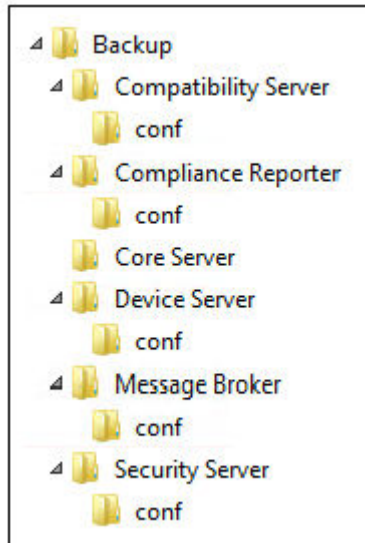 Backup
Compatibility Server
conf
Compliance Reporter
conf
Core Server
Device Server
conf
Message Broker
conf
Security Server
conf